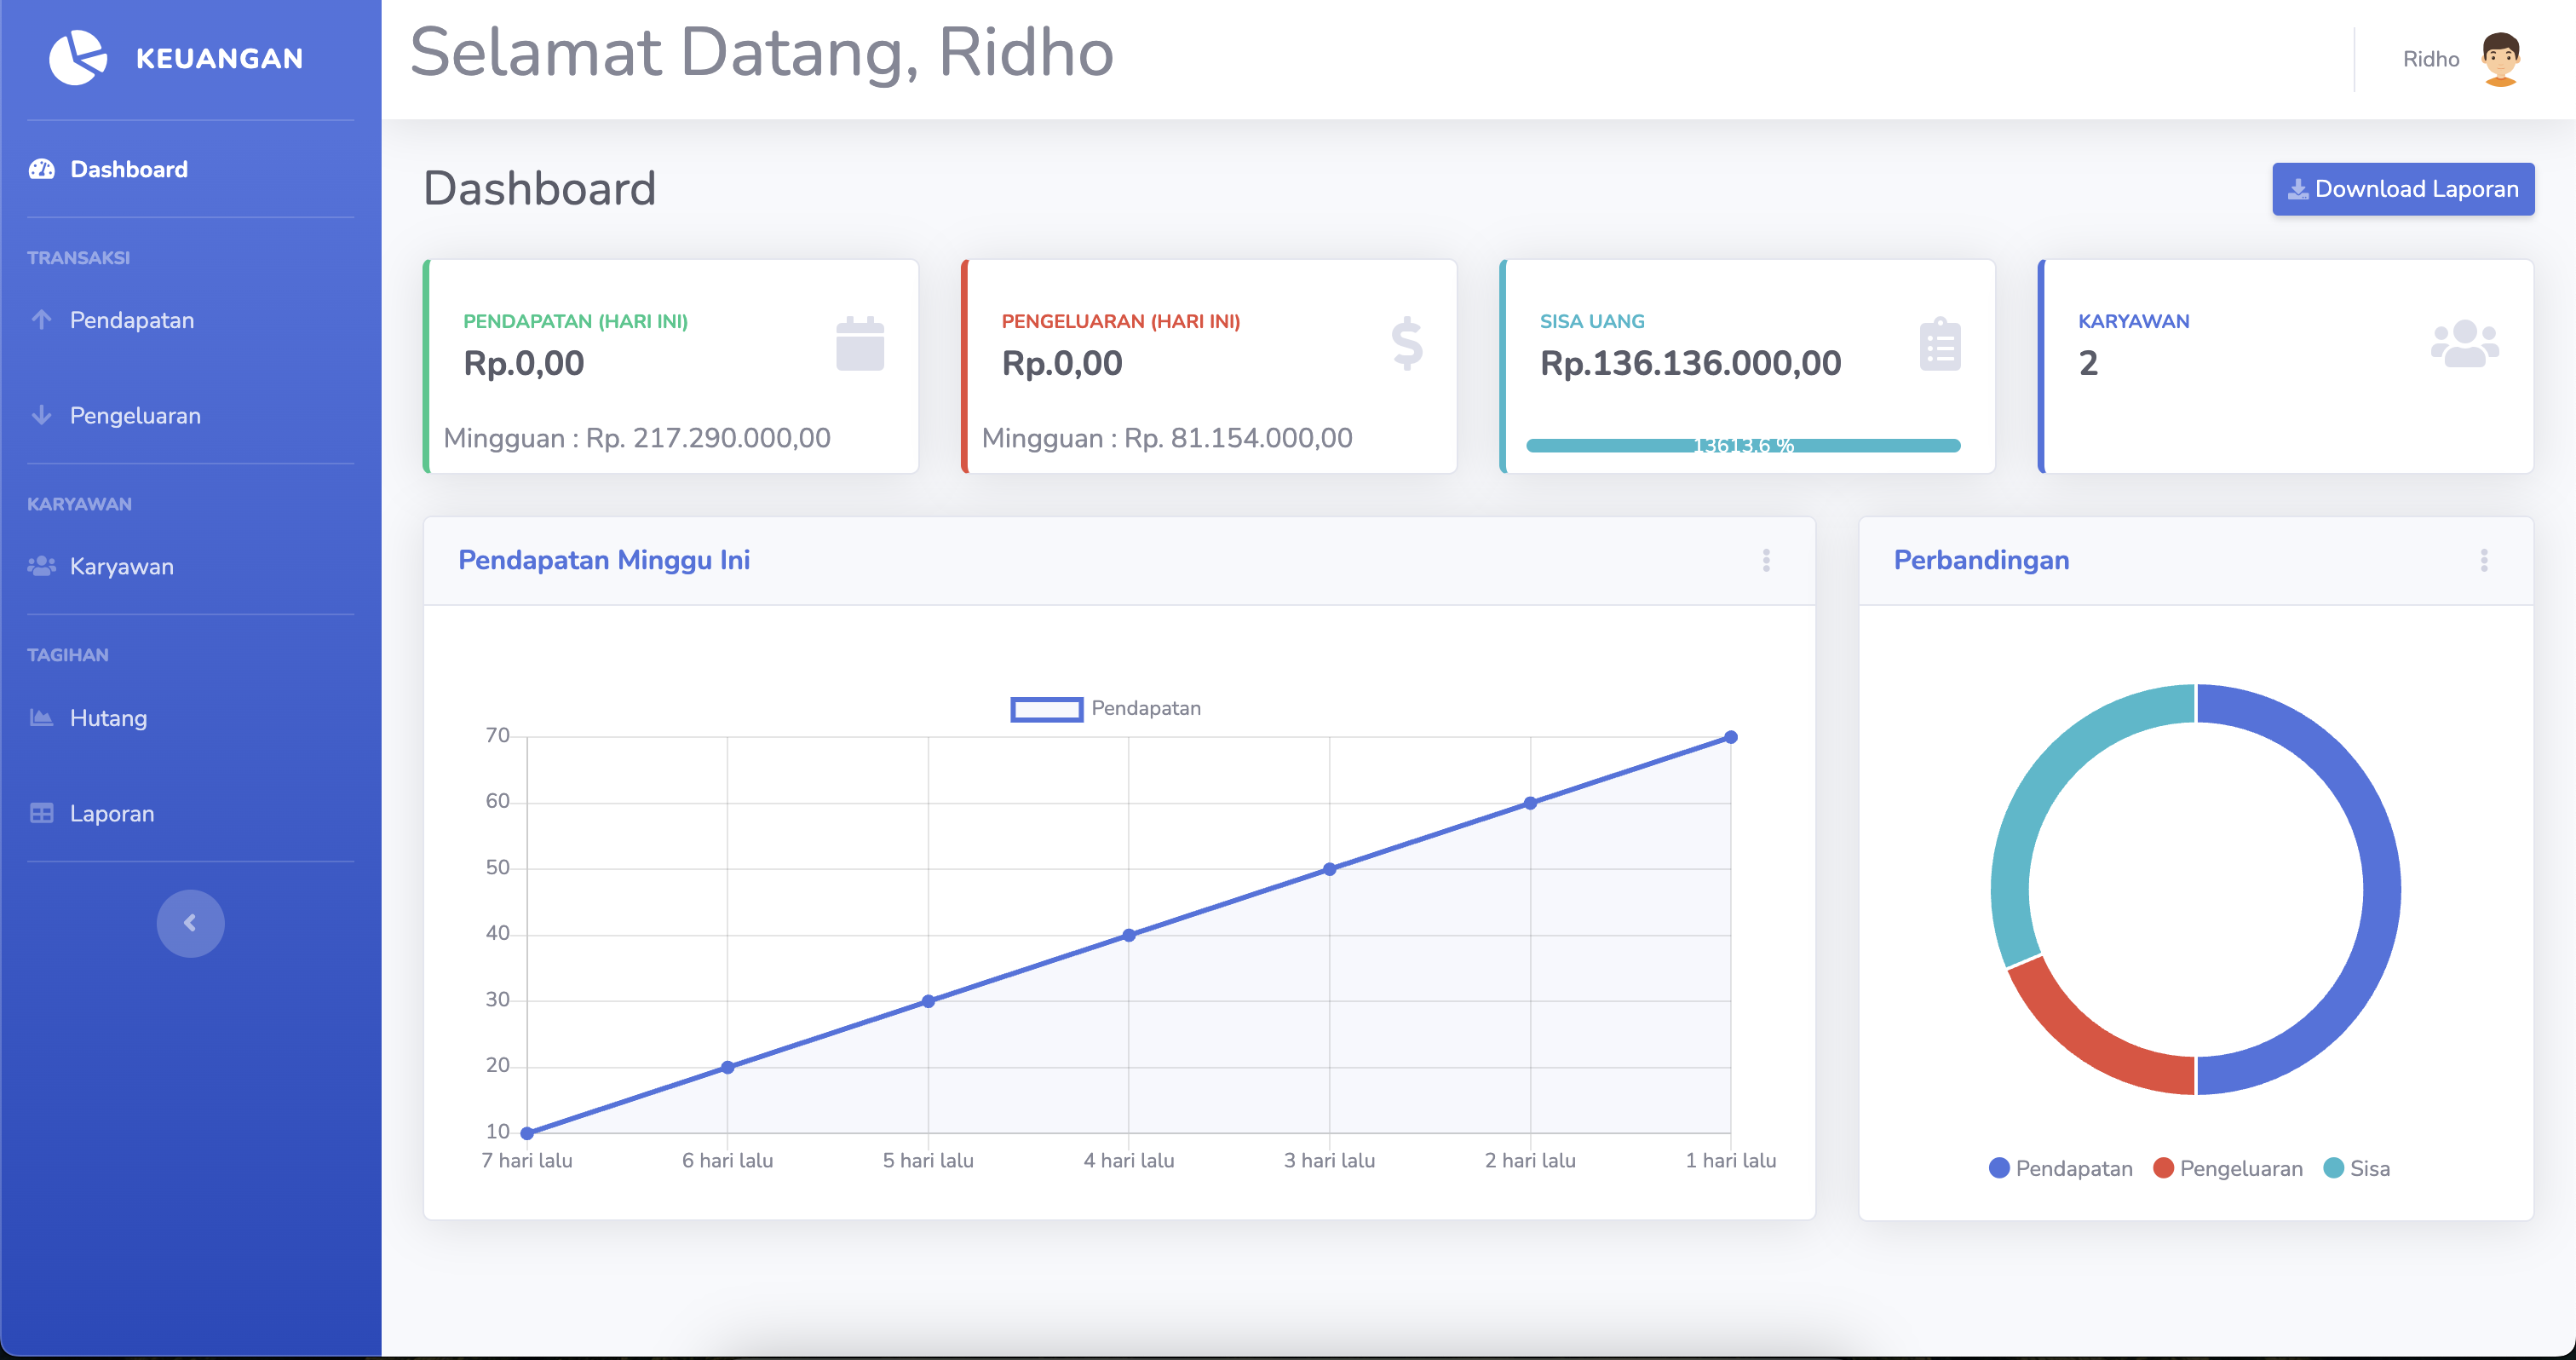 KEUANGAN
Selamat Datang, Ridho
Ridho
Dashboard
TRANSAKSI
Pendapatan
Pengeluaran
KARYAWAN
Karyawan
TAGIHAN
Hutang
Laporan
Dashboard
Download Laporan
PENDAPATAN (HARI INI)
Rp.0,00
Mingguan : Rp. 217.290.000,00
PENGELUARAN (HARI INI)
Rp.0,00
Mingguan : Rp. 81.154.000,00
SISA UANG
Rp.136.136.000,00
13613.6 %
KARYAWAN
2
Pendapatan Minggu Ini
Pendapatan
70
60
50
40
30
20
10
7 hari lalu
6 hari lalu
5 hari lalu
4 hari lalu
3 hari lalu
2 hari lalu
1 hari lalu
Perbandingan
Pendapatan
Pengeluaran
Sisa